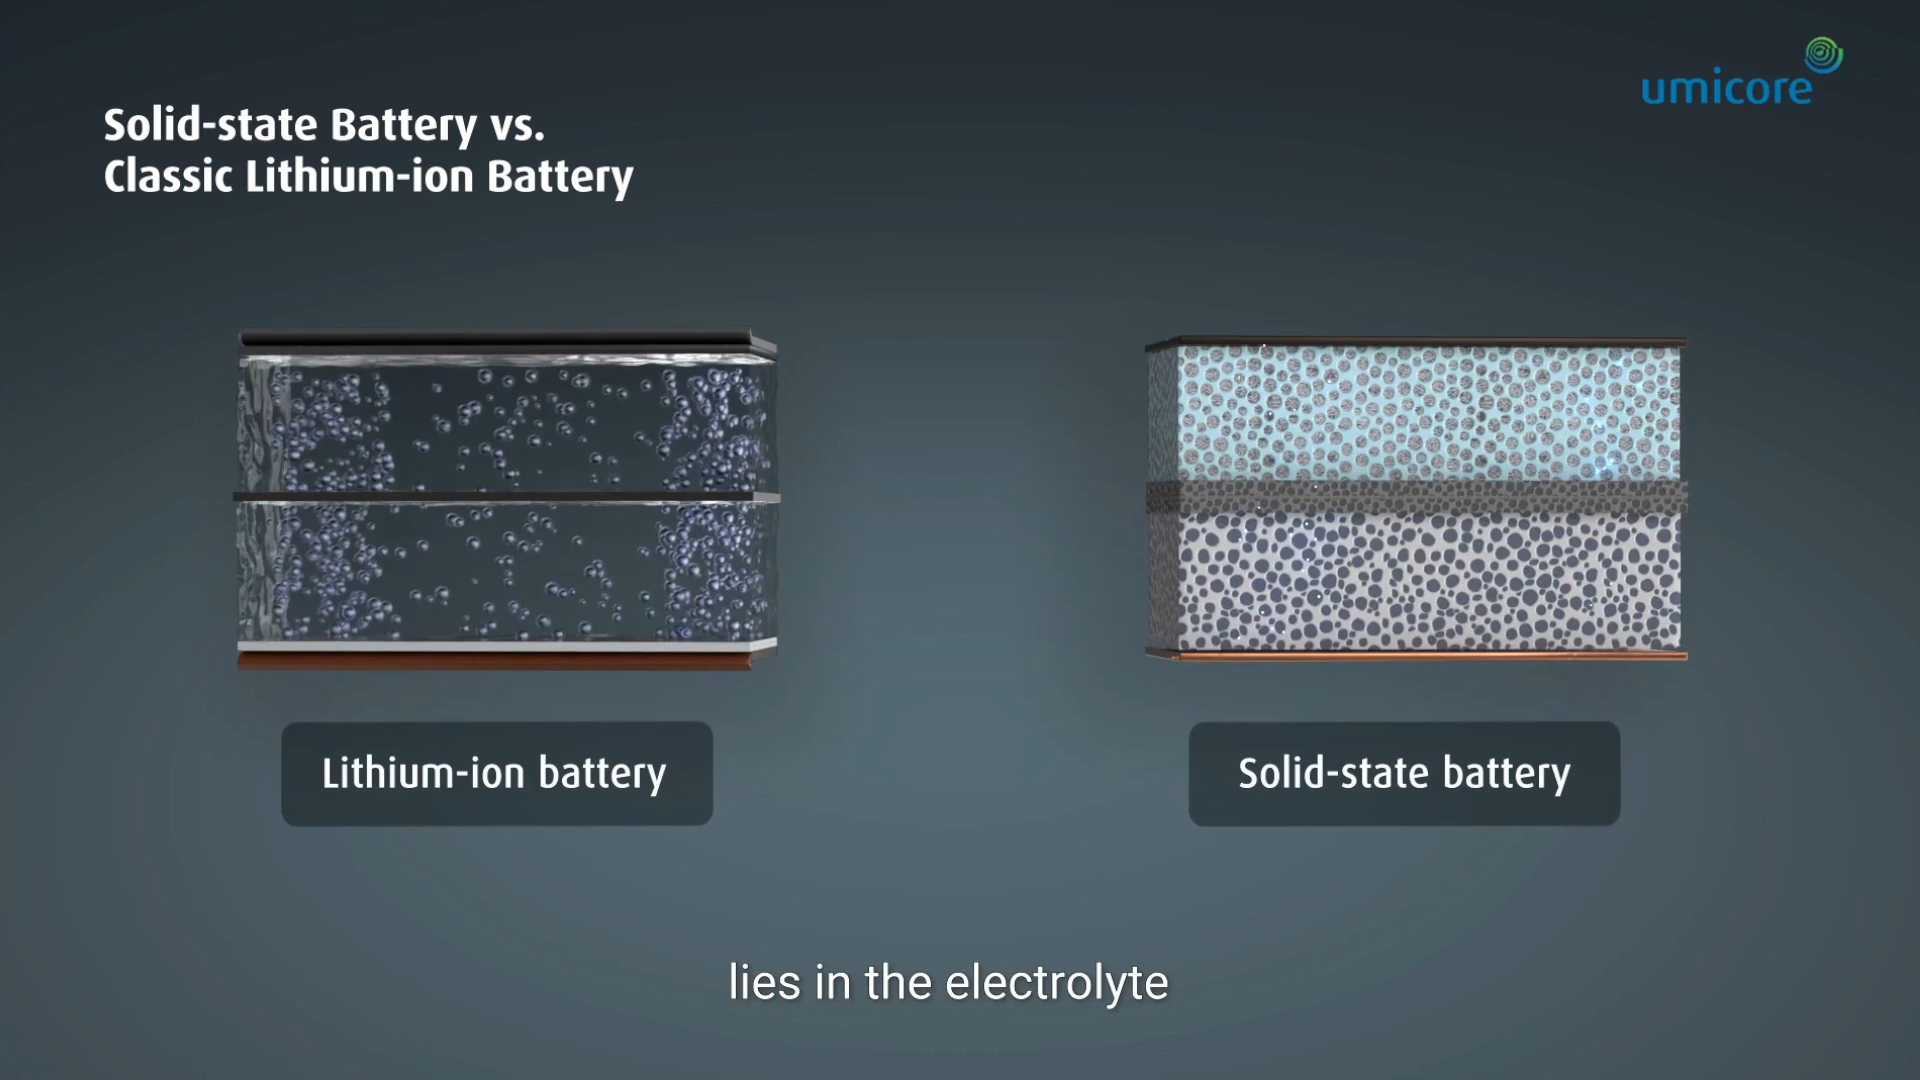 umicore
Solid-state Battery vs.
Classic Lithium-ion Battery
Lithium-ion battery
Solid-state battery
lies in the electrolyte